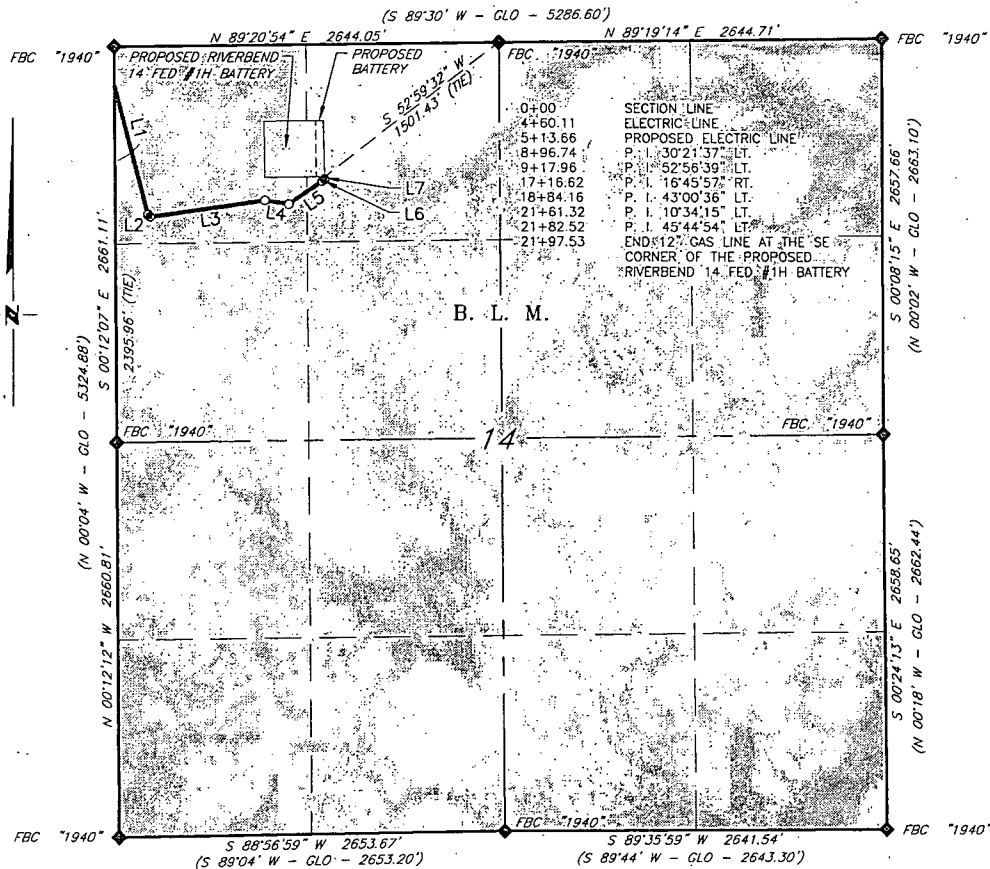 (S 89°30' W - GLO - 5286.60')
N 89°20'54" E 2644.05'
N 89°19'14" E 2644.71'
FBC "1940"
FBC "1940"
FBC "1940"
PROPOSED RIVERBEND
14 FED #1H BATTERY
PROPOSED
BATTERY
S 52°59'32" W
1501.43' (TIE)
0+00 SECTION LINE
4+60.11 ELECTRIC LINE
5+13.66 PROPOSED ELECTRIC LINE
8+96.74 P. I. 30°21'37" LT.
9+17.96 P. I. 52°56'39" LT.
17+16.62 P. I. 16°45'57" RT.
18+84.16 P. I. 43°00'36" LT.
21+61.32 P. I. 10°34'15" LT.
21+82.52 P. I. 45°44'54" LT.
21+97.53 END 12" GAS LINE AT THE SE
CORNER OF THE PROPOSED
RIVERBEND 14 FED #1H BATTERY
L1
L2
L3
L4
L5
L7
L6
N
S 00°12'07" E 2661.11'
2395.96' (TIE)
(N 00°04' W - GLO - 5324.88')
S 00°08'15" E 2657.66'
(N 00°02' W - GLO - 2663.10')
B. L. M.
FBC "1940"
14
FBC "1940"
N 00°12'12" W 2660.81'
S 00°24'13" E 2658.65'
(N 00°18' W - GLO - 2662.44')
FBC "1940"
FBC "1940"
FBC "1940"
S 88°56'59" W 2653.67'
(S 89°04' W - GLO - 2653.20')
S 89°35'59" W 2641.54'
(S 89°44' W - GLO - 2643.30')